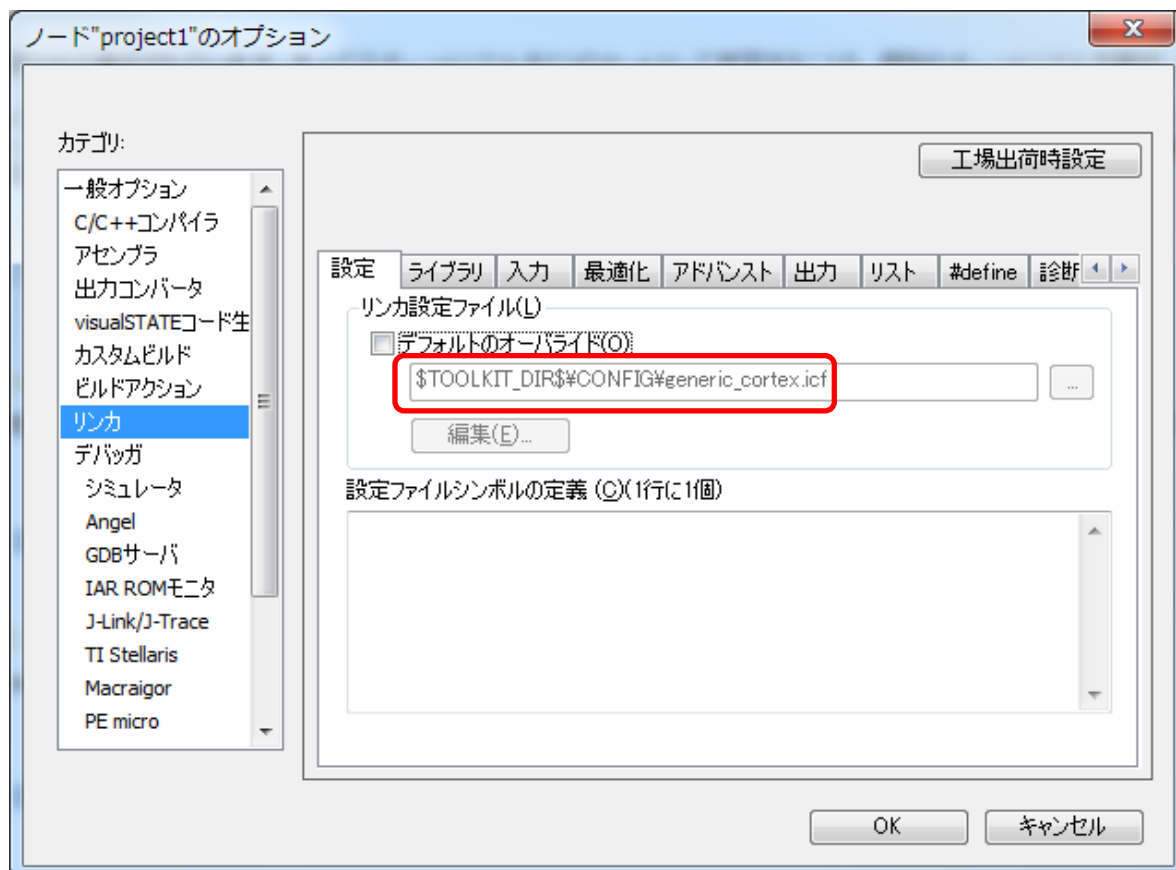 ノード"project1"のオプション
X
カテゴリ:
一般オプション
C/C++コンパイラ
アセンブラ
出力コンバータ
visualSTATEコード生
カスタムビルド
ビルドアクション
リンカ
デバッガ
シミュレータ
Angel
GDBサーバ
IAR ROMモニタ
J-Link/J-Trace
TI Stellaris
Macraigor
PE micro
工場出荷時設定
設定 ライブラリ 入力 最適化 アドバンスト 出力 リスト #define 診断
リンカ設定ファイル(L)
デフォルトのオーバライド(O)
$TOOLKIT_DIR$¥CONFIG¥generic_cortex.icf
...
編集(E)...
設定ファイルシンボルの定義 (C)(1行に1個)
OK キャンセル